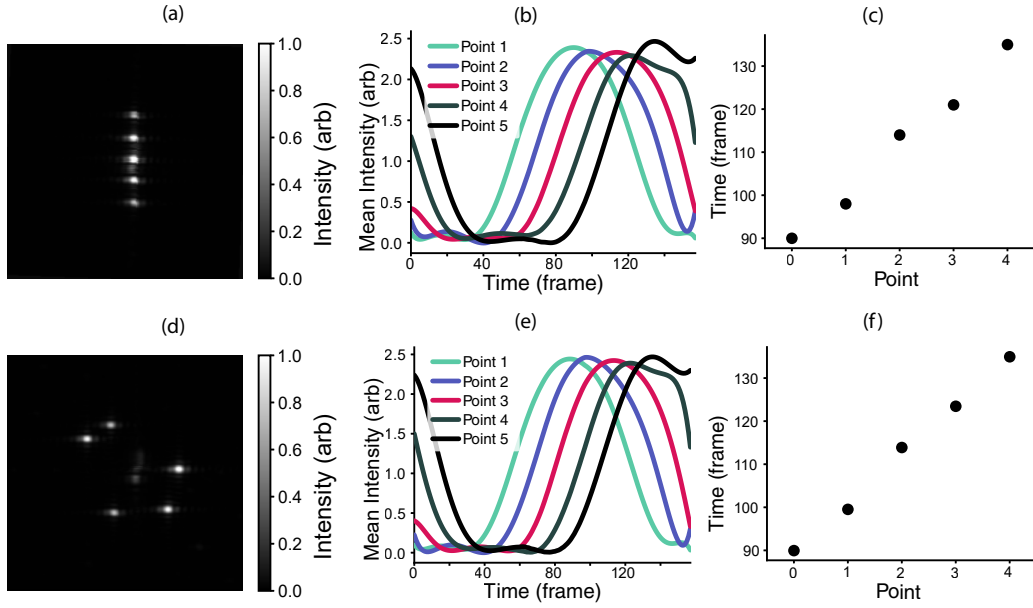 (a)
1.0
0.8
0.6
0.4
0.2
0.0
Intensity (arb)
(b)
Mean Intensity (arb)
2.5
2.0
1.5
1.0
0.5
0.0
Point 1
Point 2
Point 3
Point 4
Point 5
0 40 80 120
Time (frame)
(c)
Time (frame)
130
120
110
100
90
0 1 2 3 4
Point
(d)
1.0
0.8
0.6
0.4
0.2
0.0
Intensity (arb)
(e)
Mean Intensity (arb)
2.5
2.0
1.5
1.0
0.5
0.0
Point 1
Point 2
Point 3
Point 4
Point 5
0 40 80 120
Time (frame)
(f)
Time (frame)
130
120
110
100
90
0 1 2 3 4
Point